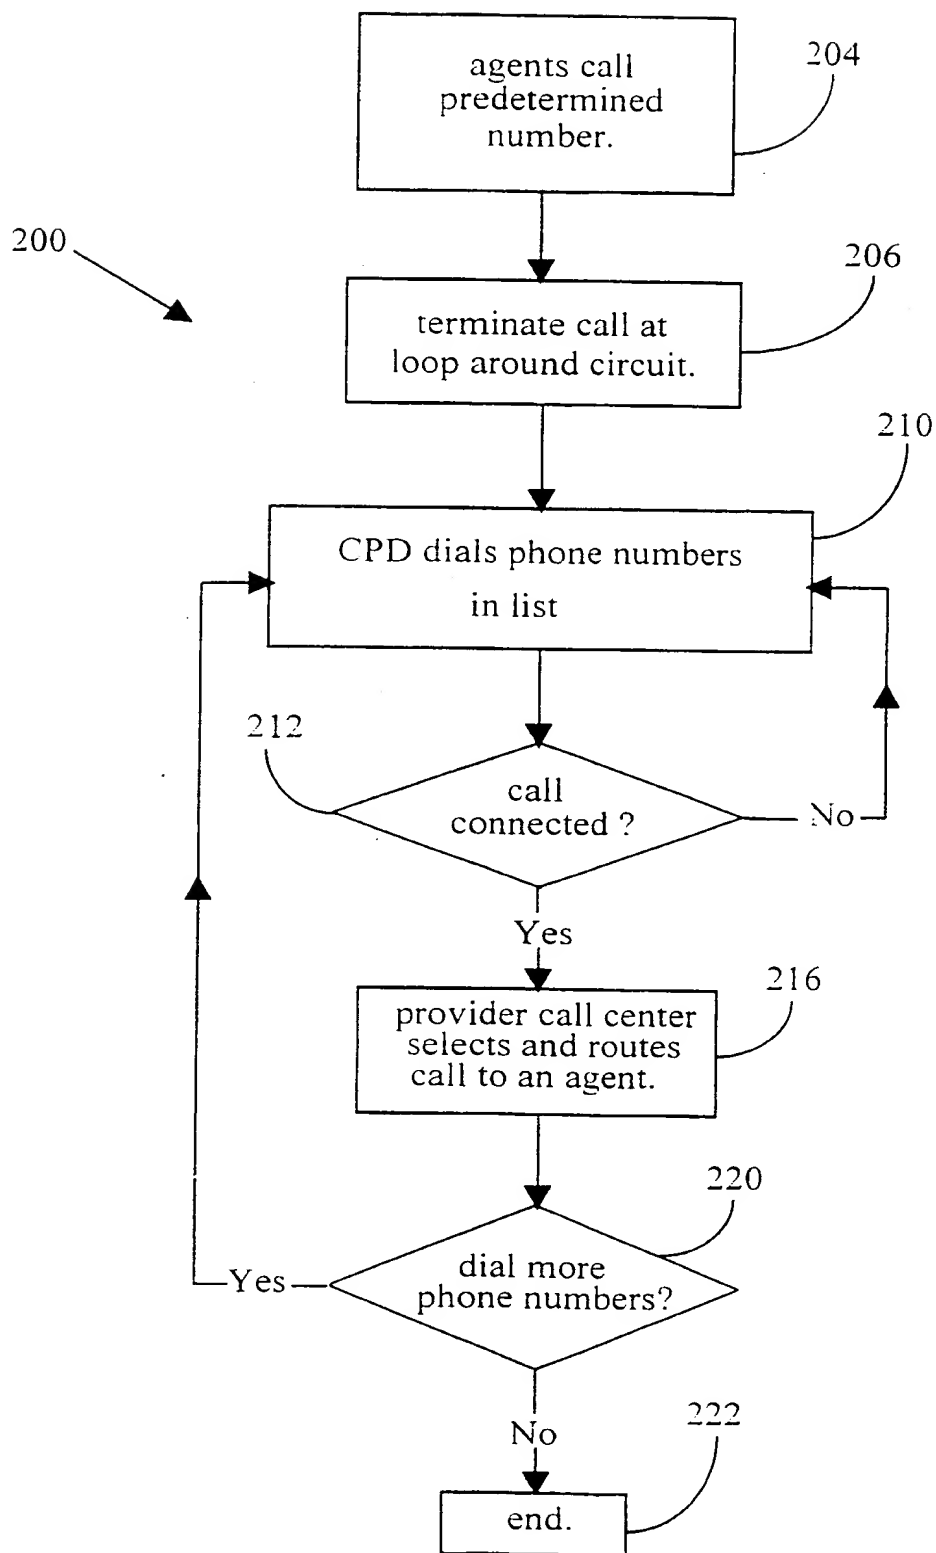 agents call
predetermined
number.
204
200
206
terminate call at
loop around circuit.
210
CPD dials phone numbers
in list
212
call
connected ?
No
Yes
216
provider call center
selects and routes
call to an agent.
220
dial more
phone numbers?
Yes
No
222
end.